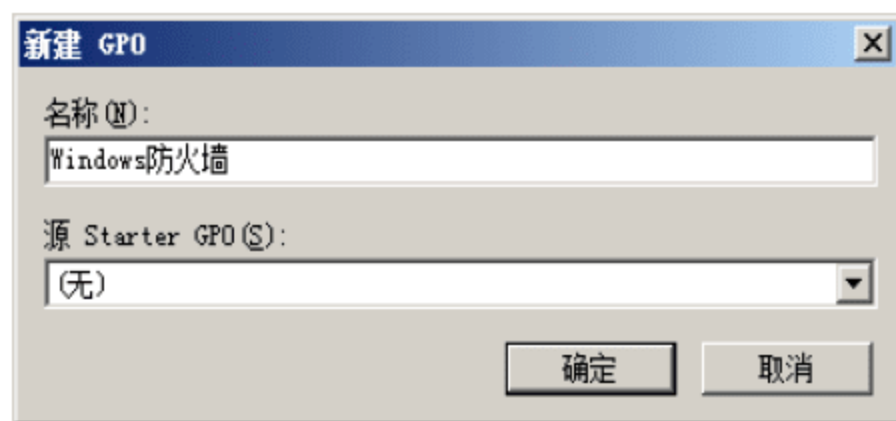 新建 GPO
名称(N):
Windows防火墙
源 Starter GPO(S):
(无)
确定 取消